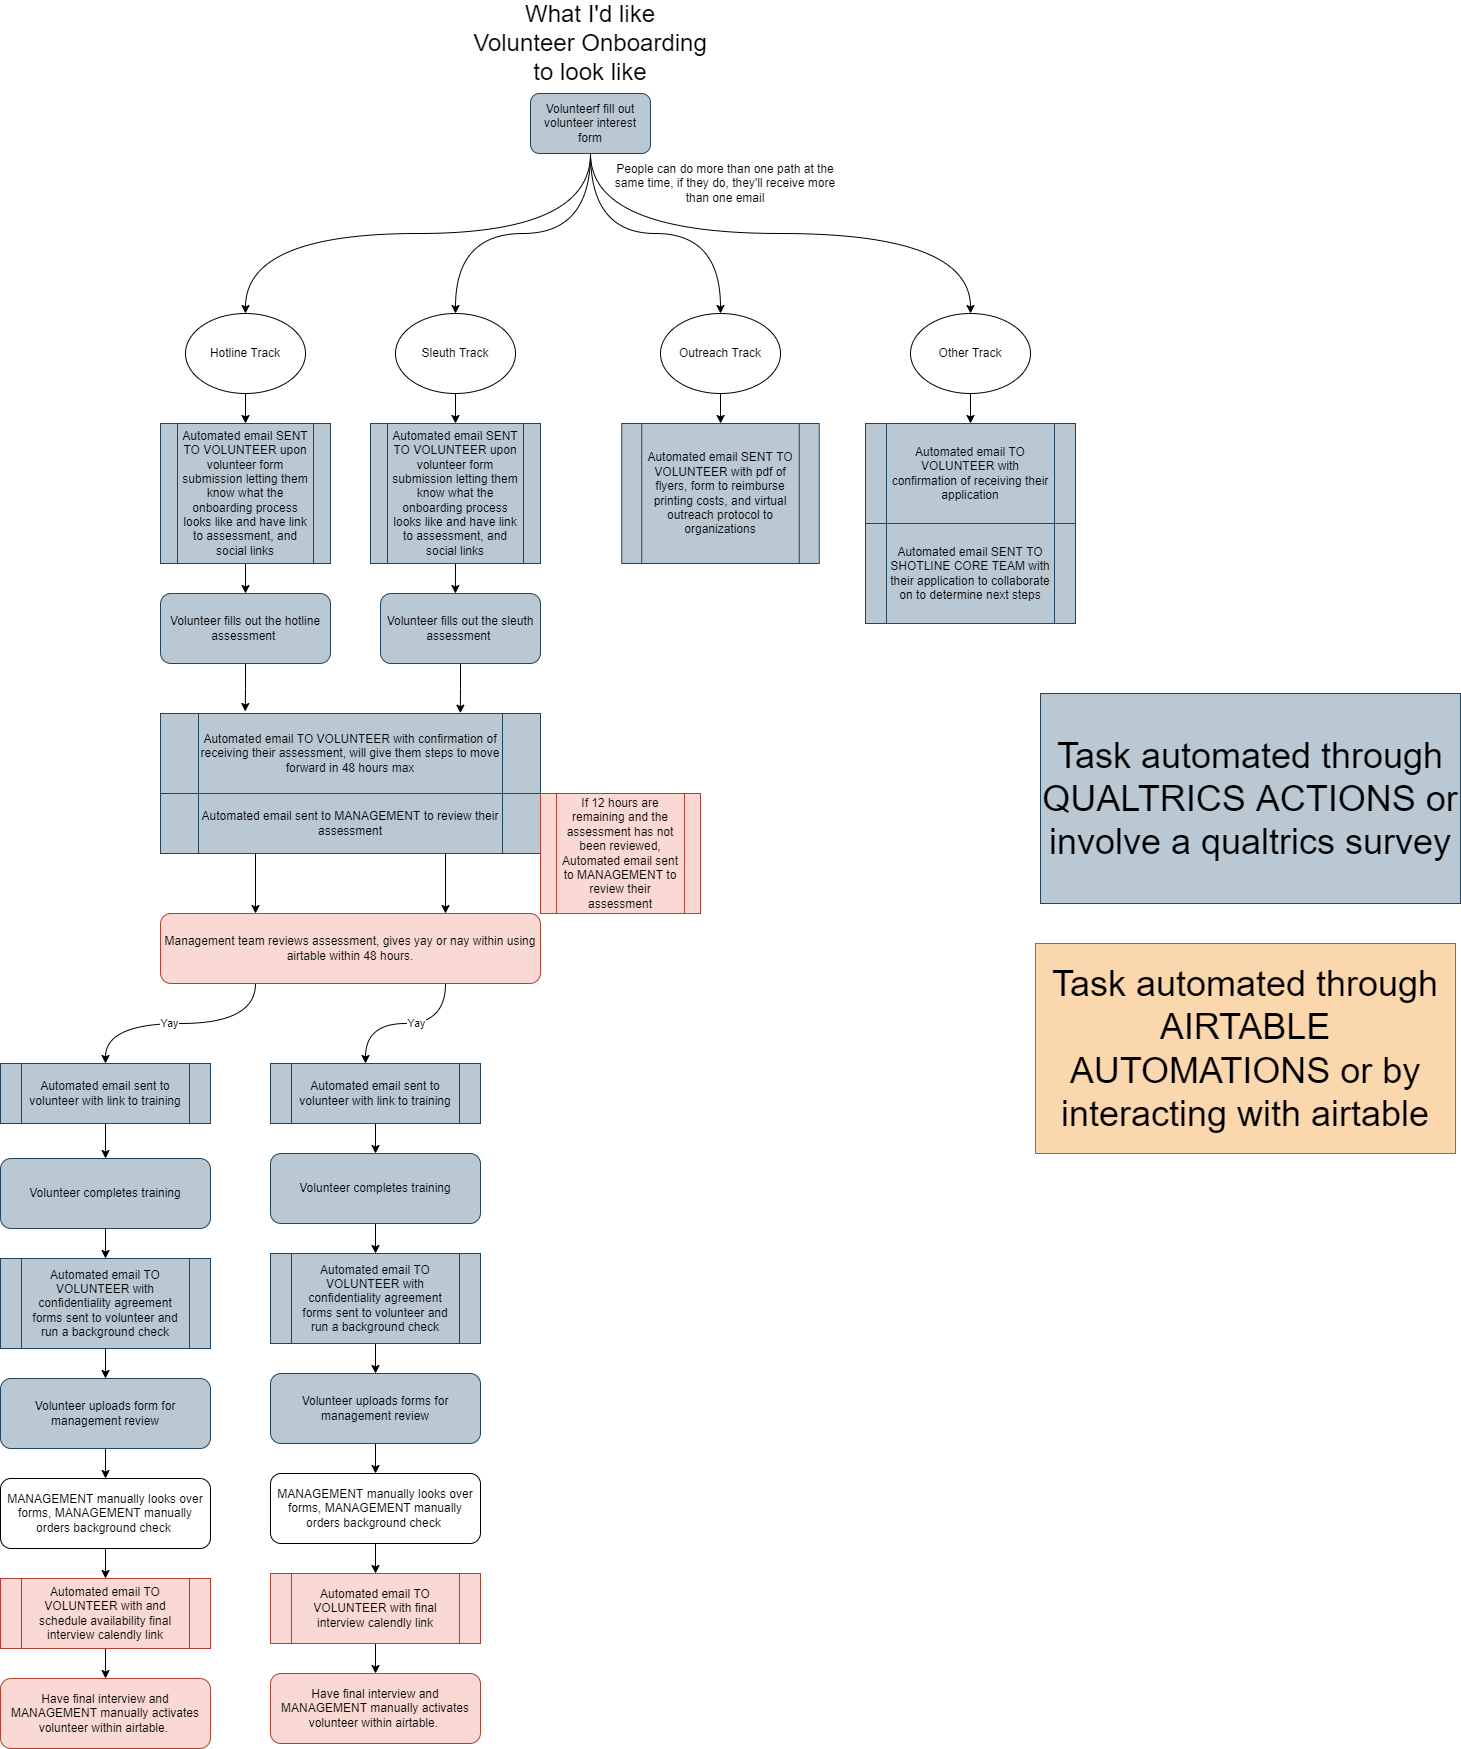 What I'd like
Volunteer Onboarding
to look like
Volunteerf fill out
volunteer interest
form
People can do more than one path at the
same time, if they do, they'll receive more
than one email
Hotline Track
Sleuth Track
Outreach Track
Other Track
Automated email SENT
TO VOLUNTEER upon
volunteer form
submission letting them
know what the
onboarding process
looks like and have link
to assessment, and
social links
Automated email SENT
TO VOLUNTEER upon
volunteer form
submission letting them
know what the
onboarding process
looks like and have link
to assessment, and
social links
Automated email SENT TO
VOLUNTEER with pdf of
flyers, form to reimburse
printing costs, and virtual
outreach protocol to
organizations
Automated email TO
VOLUNTEER with
confirmation of receiving their
application
Automated email SENT TO
SHOTLINE CORE TEAM with
their application to collaborate
on to determine next steps
Volunteer fills out the hotline
assessment
Volunteer fills out the sleuth
assessment
Automated email TO VOLUNTEER with confirmation of
receiving their assessment, will give them steps to move
forward in 48 hours max
Automated email sent to MANAGEMENT to review their
assessment
If 12 hours are
remaining and the
assessment has not
been reviewed,
Automated email sent
to MANAGEMENT to
review their
assessment
Management team reviews assessment, gives yay or nay within using
airtable within 48 hours.
Task automated through
QUALTRICS ACTIONS or
involve a qualtrics survey
Task automated through
AIRTABLE
AUTOMATIONS or by
interacting with airtable
Yay
Yay
Automated email sent to
volunteer with link to training
Volunteer completes training
Automated email TO
VOLUNTEER with
confidentiality agreement
forms sent to volunteer and
run a background check
Volunteer uploads form for
management review
MANAGEMENT manually looks over
forms, MANAGEMENT manually
orders background check
Automated email TO
VOLUNTEER with and
schedule availability final
interview calendly link
Have final interview and
MANAGEMENT manually activates
volunteer within airtable.
Automated email sent to
volunteer with link to training
Volunteer completes training
Automated email TO
VOLUNTEER with
confidentiality agreement
forms sent to volunteer and
run a background check
Volunteer uploads forms for
management review
MANAGEMENT manually looks over
forms, MANAGEMENT manually
orders background check
Automated email TO
VOLUNTEER with final
interview calendly link
Have final interview and
MANAGEMENT manually activates
volunteer within airtable.